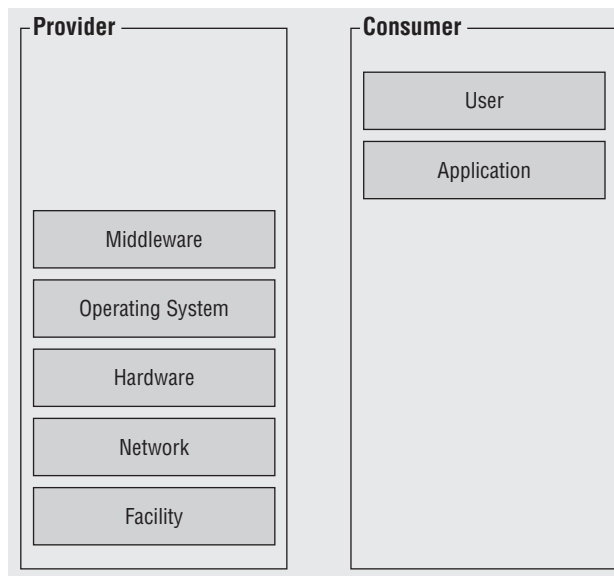 Provider
Middleware
Operating System
Hardware
Network
Facility
Consumer
User
Application